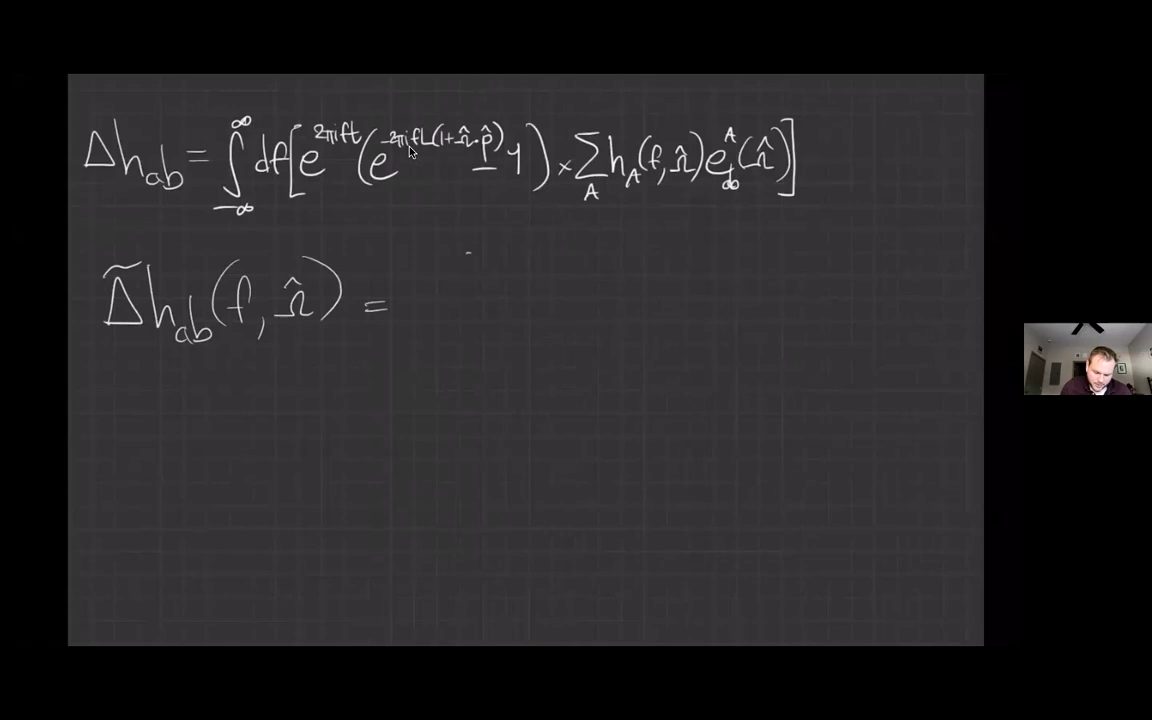 Δh_ab = ∫_{-∞}^{∞} df[e^{2πift}(e^{-2πifL(1+Ω̂·p̂)} - 1) × Σ_A h_A(f,Ω̂) e^A_ab(Ω̂)]
Δ̃h_ab(f, Ω̂) =